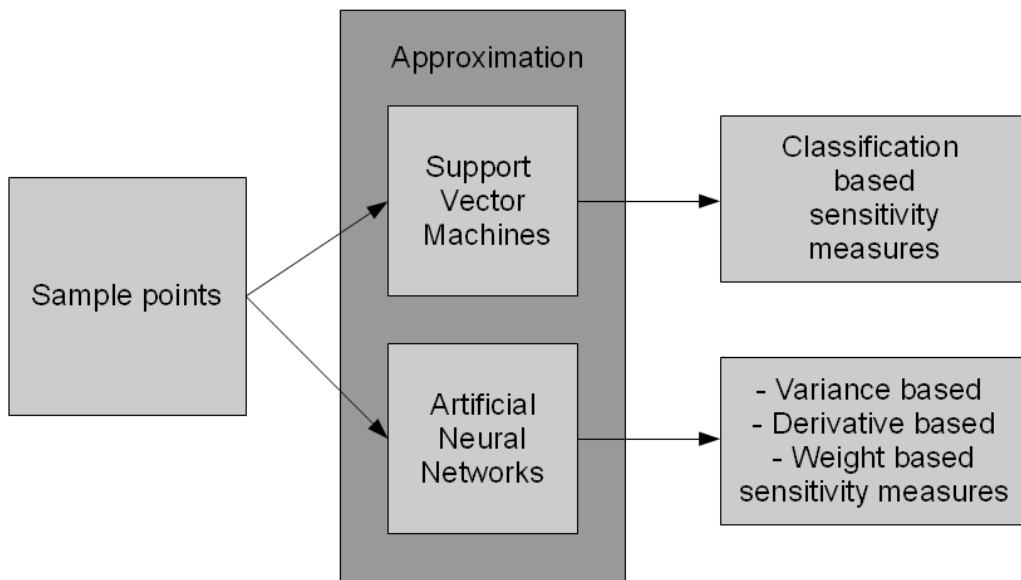 Approximation
Sample points
Support
Vector
Machines
Classification
based
sensitivity
measures
Artificial
Neural
Networks
- Variance based
- Derivative based
- Weight based
sensitivity measures